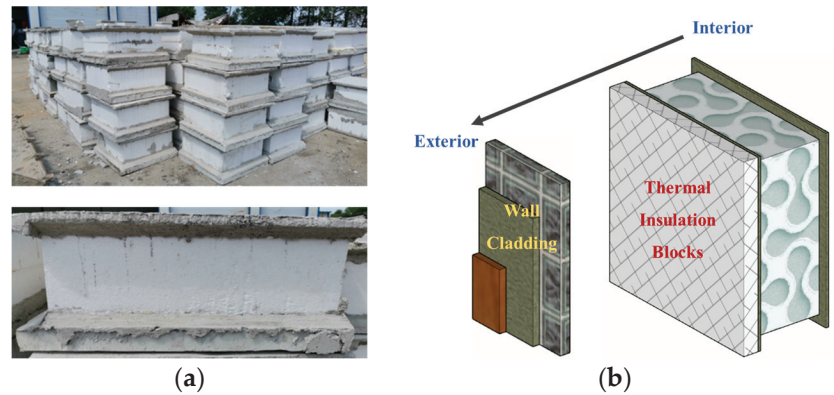 Interior
Exterior
Wall
Cladding
Thermal
Insulation
Blocks
(a)
(b)